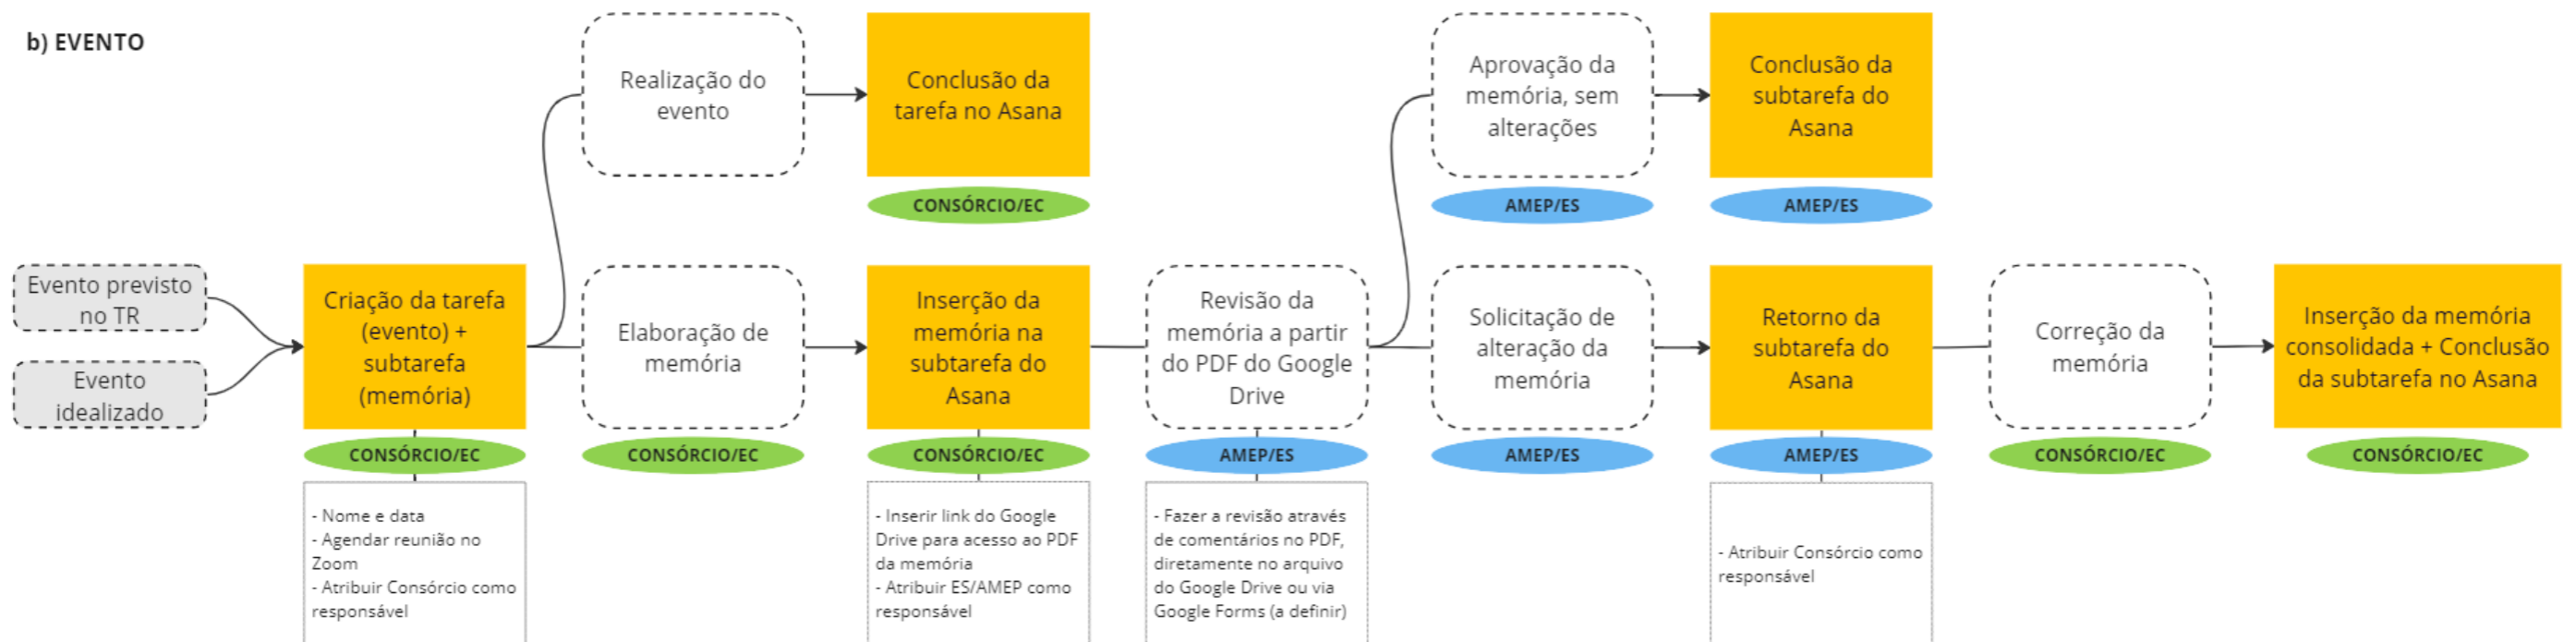 b) EVENTO
Realização do
evento
Conclusão da
tarefa no Asana
CONSÓRCIO/EC
Aprovação da
memória, sem
alterações
AMEP/ES
Conclusão da
subtarefa do
Asana
AMEP/ES
Evento previsto
no TR
Evento
idealizado
Criação da tarefa
(evento) +
subtarefa
(memória)
CONSÓRCIO/EC
- Nome e data
- Agendar reunião no
Zoom
- Atribuir Consórcio como
responsável
Elaboração de
memória
CONSÓRCIO/EC
Inserção da
memória na
subtarefa do
Asana
CONSÓRCIO/EC
- Inserir link do Google
Drive para acesso ao PDF
da memória
- Atribuir ES/AMEP como
responsável
Revisão da
memória a partir
do PDF do Google
Drive
AMEP/ES
- Fazer a revisão através
de comentários no PDF,
diretamente no arquivo
do Google Drive ou via
Google Forms (a definir)
Solicitação de
alteração da
memória
AMEP/ES
Retorno da
subtarefa do
Asana
AMEP/ES
- Atribuir Consórcio como
responsável
Correção da
memória
CONSÓRCIO/EC
Inserção da memória
consolidada + Conclusão
da subtarefa no Asana
CONSÓRCIO/EC